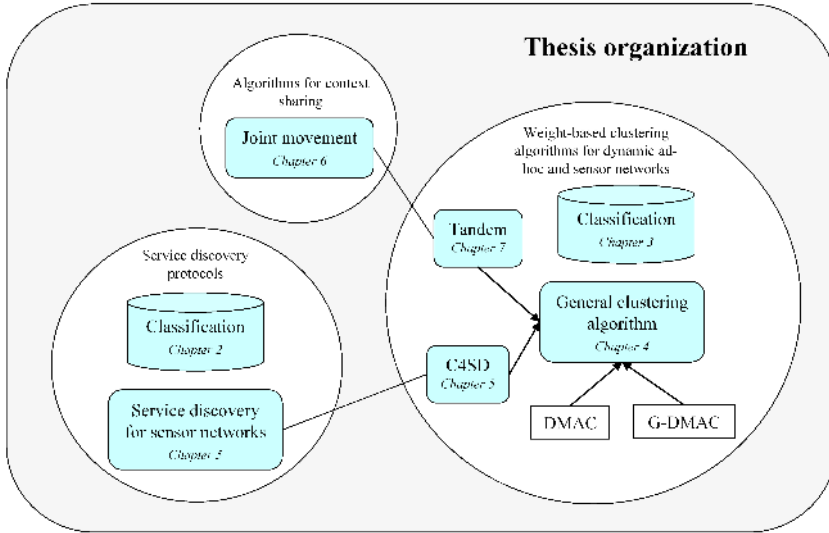 Thesis organization
Algorithms for context
sharing
Joint movement
Chapter 6
Weight-based clustering
algorithms for dynamic ad-
hoc and sensor networks
Classification
Chapter 3
Tandem
Chapter 7
General clustering
algorithm
Chapter 4
C4SD
Chapter 5
DMAC
G-DMAC
Service discovery
protocols
Classification
Chapter 2
Service discovery
for sensor networks
Chapter 5